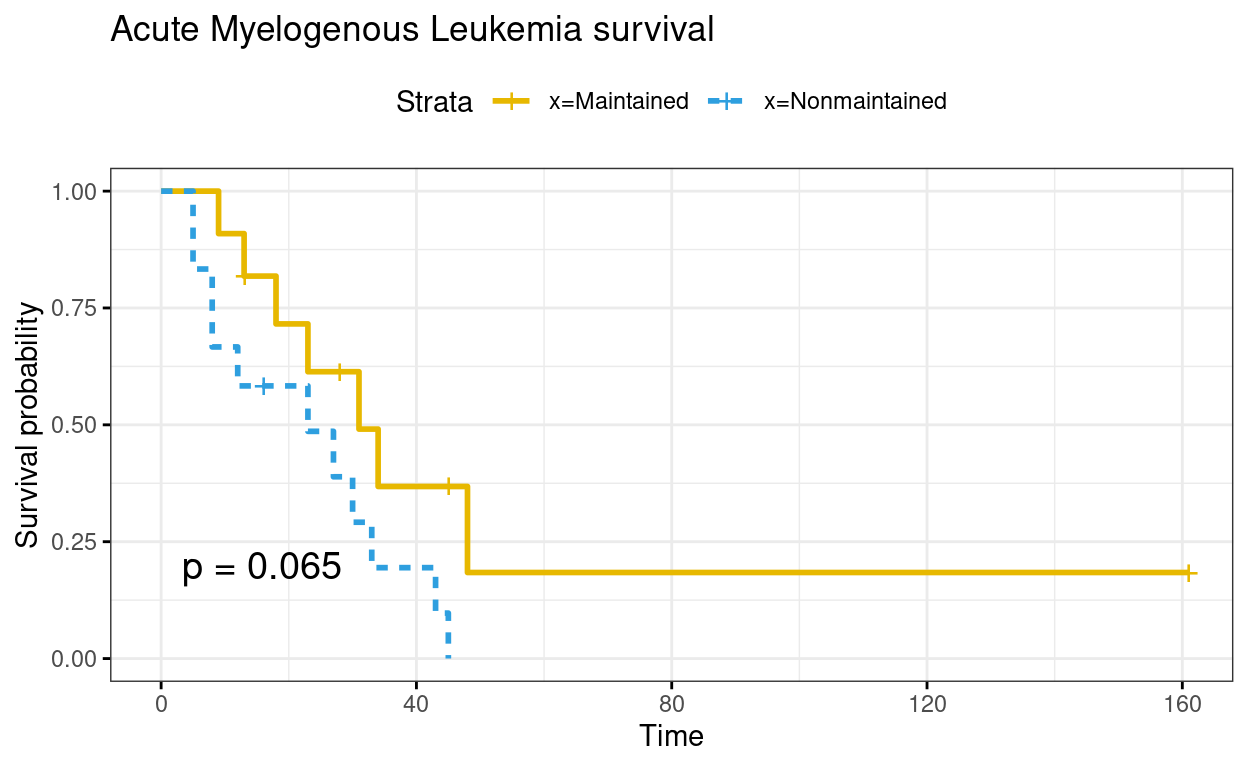 Acute Myelogenous Leukemia survival
Strata x=Maintained x=Nonmaintained
1.00
0.75
0.50
0.25
0.00
Survival probability
p = 0.065
0 40 80 120 160
Time